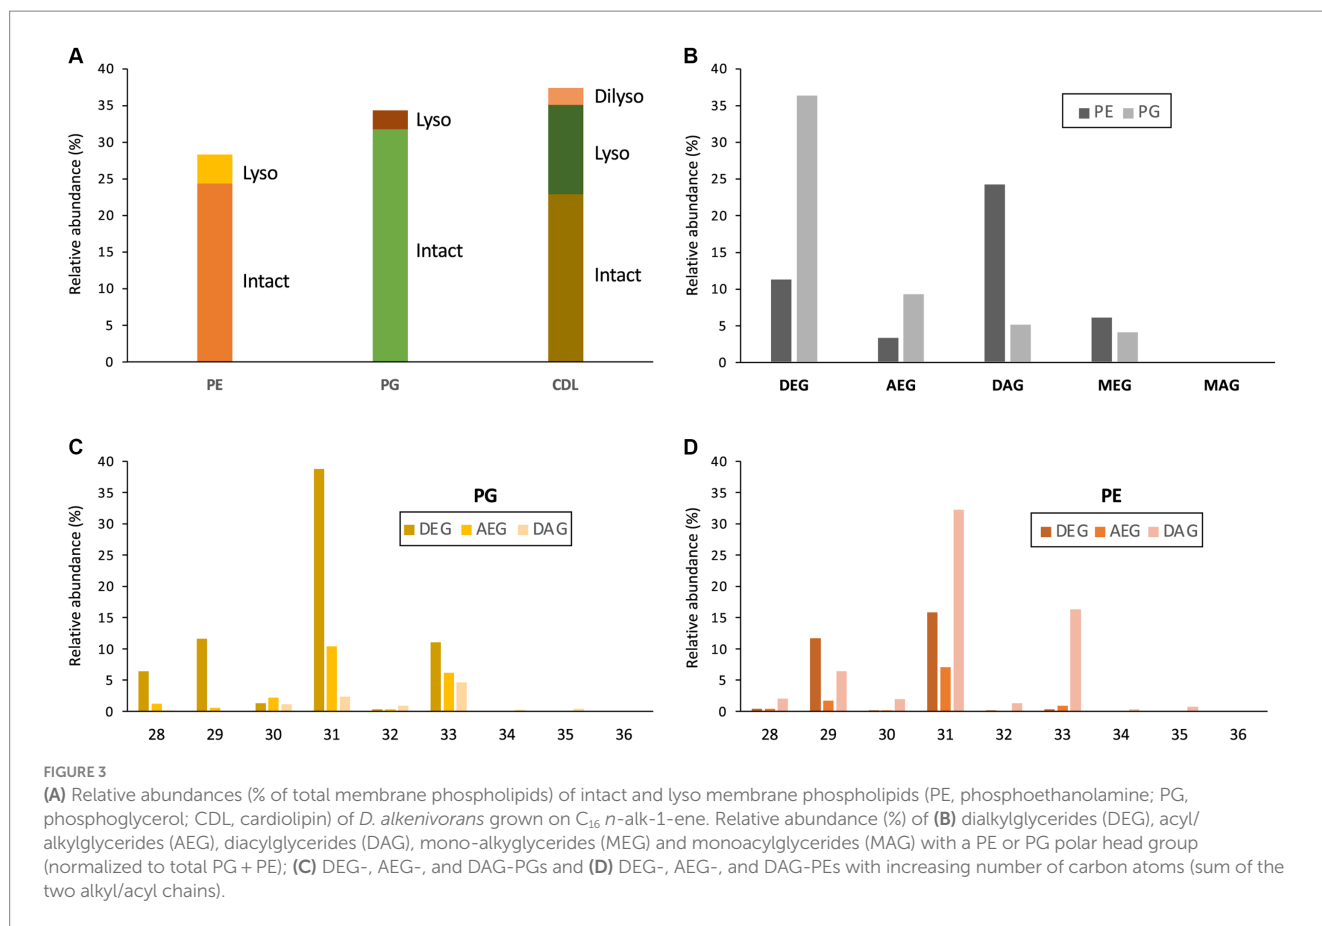 A
Relative abundance (%)
40
35
30
25
20
15
10
5
0
Lyso
Intact
Lyso
Intact
Dilyso
Lyso
Intact
PE PG CDL
B
Relative abundance (%)
40
35
30
25
20
15
10
5
0
PE PG
DEG AEG DAG MEG MAG
C
Relative abundance (%)
40
35
30
25
20
15
10
5
0
PG
DEG AEG DAG
28 29 30 31 32 33 34 35 36
D
Relative abundance (%)
40
35
30
25
20
15
10
5
0
PE
DEG AEG DAG
28 29 30 31 32 33 34 35 36
FIGURE 3
(A) Relative abundances (% of total membrane phospholipids) of intact and lyso membrane phospholipids (PE, phosphoethanolamine; PG,
phosphoglycerol; CDL, cardiolipin) of D. alkenivorans grown on C16 n-alk-1-ene. Relative abundance (%) of (B) dialkylglycerides (DEG), acyl/
alkylglycerides (AEG), diacylglycerides (DAG), mono-alkyglycerides (MEG) and monoacylglycerides (MAG) with a PE or PG polar head group
(normalized to total PG + PE); (C) DEG-, AEG-, and DAG-PGs and (D) DEG-, AEG-, and DAG-PEs with increasing number of carbon atoms (sum of the
two alkyl/acyl chains).